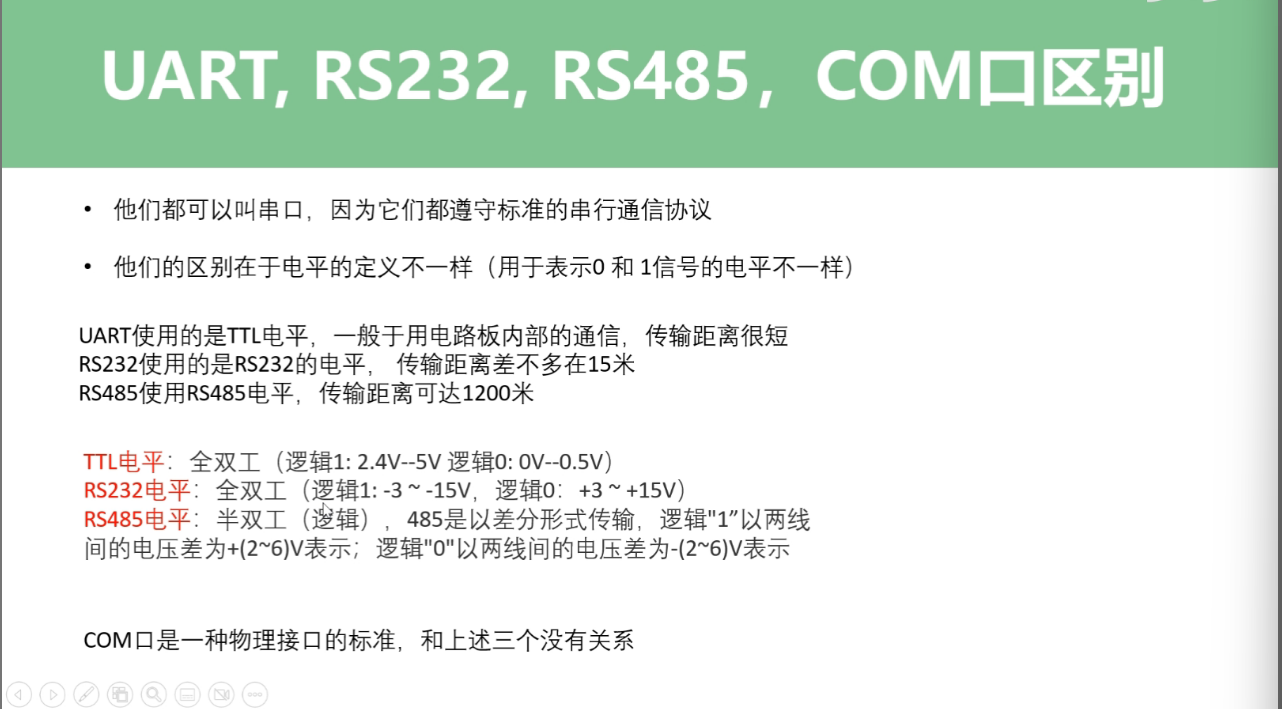 UART, RS232, RS485，COM口区别
• 他们都可以叫串口，因为它们都遵守标准的串行通信协议
• 他们的区别在于电平的定义不一样（用于表示0 和 1信号的电平不一样）
UART使用的是TTL电平，一般于用电路板内部的通信，传输距离很短
RS232使用的是RS232的电平， 传输距离差不多在15米
RS485使用RS485电平，传输距离可达1200米
TTL电平：全双工（逻辑1: 2.4V--5V 逻辑0: 0V--0.5V）
RS232电平：全双工（逻辑1: -3 ~ -15V，逻辑0：+3 ~ +15V）
RS485电平：半双工（逻辑），485是以差分形式传输，逻辑"1”以两线
间的电压差为+(2~6)V表示；逻辑"0"以两线间的电压差为-(2~6)V表示
COM口是一种物理接口的标准，和上述三个没有关系